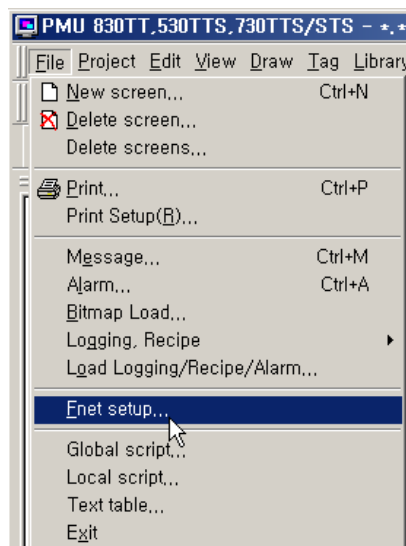 PMU 830TT,530TTS,730TTS/STS - *.*
File Project Edit View Draw Tag Library
New screen... Ctrl+N
Delete screen...
Delete screens...
Print... Ctrl+P
Print Setup(R)...
Message... Ctrl+M
Alarm... Ctrl+A
Bitmap Load...
Logging, Recipe
Load Logging/Recipe/Alarm...
Enet setup...
Global script...
Local script...
Text table...
Exit